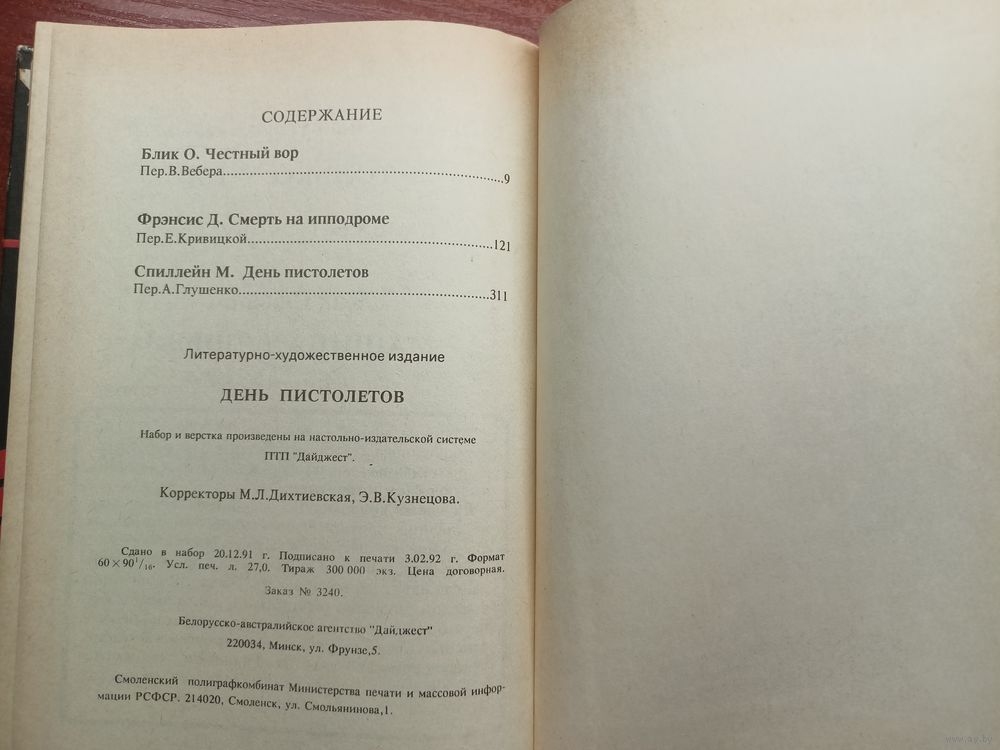 СОДЕРЖАНИЕ
Блик О. Честный вор
Пер.В.Вебера..........................................................................9
Фрэнсис Д. Смерть на ипподроме
Пер.Е.Кривицкой.............................................................121
Спиллейн М. День пистолетов
Пер.А.Глушенко...............................................................311
Литературно-художественное издание
ДЕНЬ ПИСТОЛЕТОВ
Набор и верстка произведены на настольно-издательской системе
ПТП "Дайджест".
Корректоры М.Л.Дихтиевская, Э.В.Кузнецова.
Сдано в набор 20.12.91 г. Подписано к печати 3.02.92 г. Формат
60×90¹/₁₆. Усл. печ. л. 27,0. Тираж 300 000 экз. Цена договорная.
Заказ № 3240.
Белорусско-австралийское агентство "Дайджест"
220034, Минск, ул. Фрунзе,5.
Смоленский полиграфкомбинат Министерства печати и массовой инфор-
мации РСФСР. 214020, Смоленск, ул. Смольянинова,1.
www.ay.by